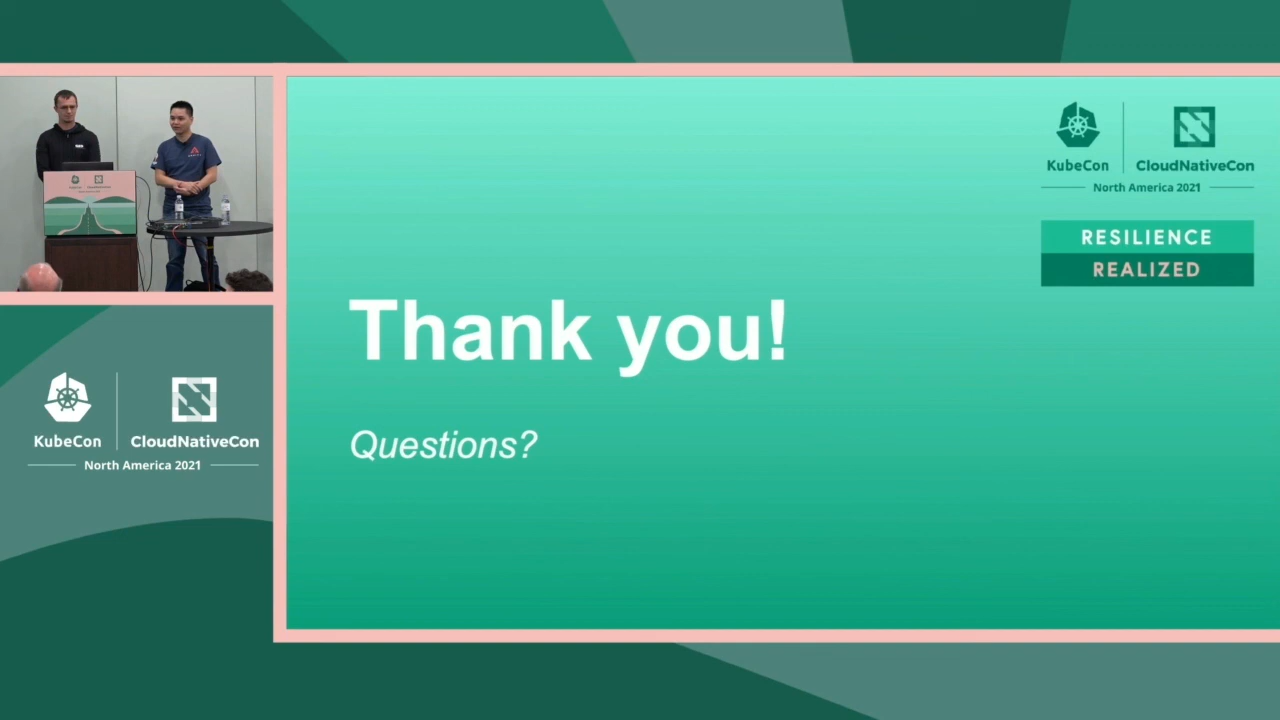 KubeCon
CloudNativeCon
North America 2021
RESILIENCE
REALIZED
Thank you!
Questions?
KubeCon
CloudNativeCon
North America 2021